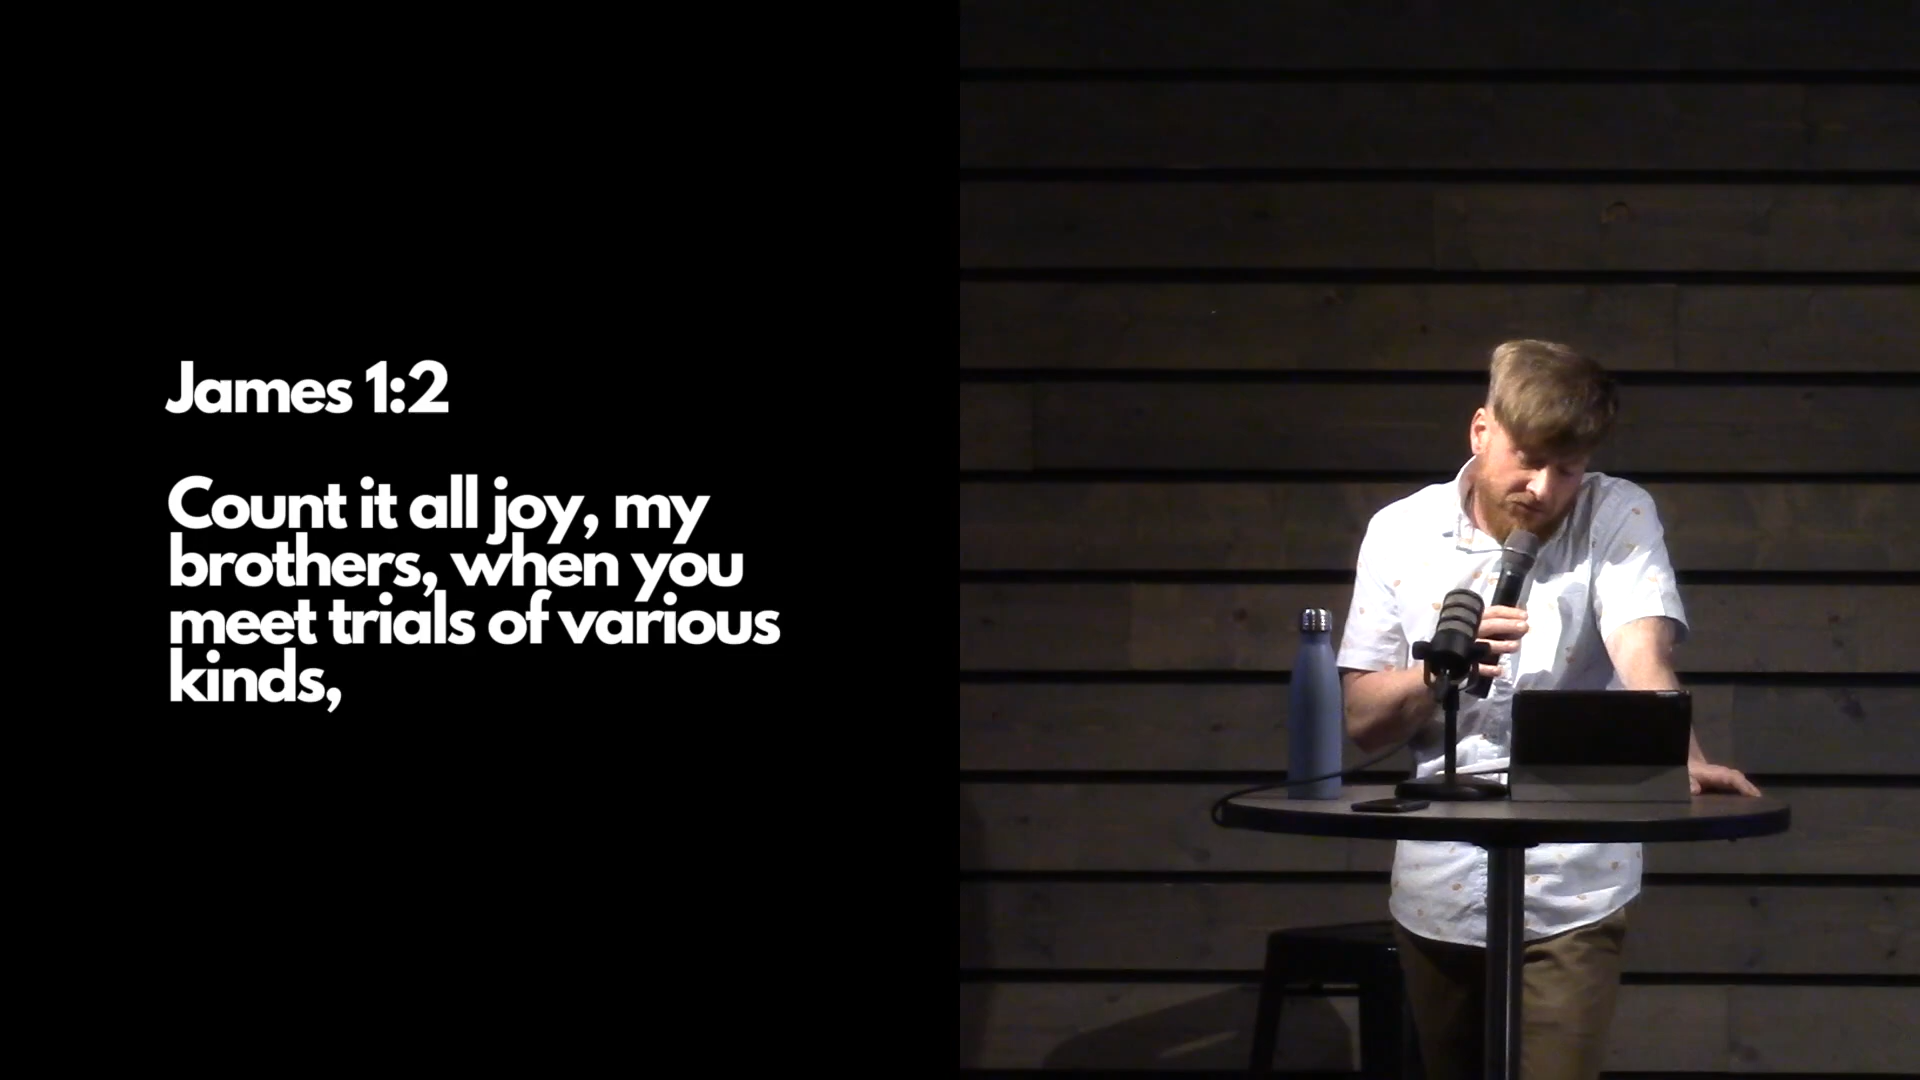 James 1:2
Count it all joy, my
brothers, when you
meet trials of various
kinds,